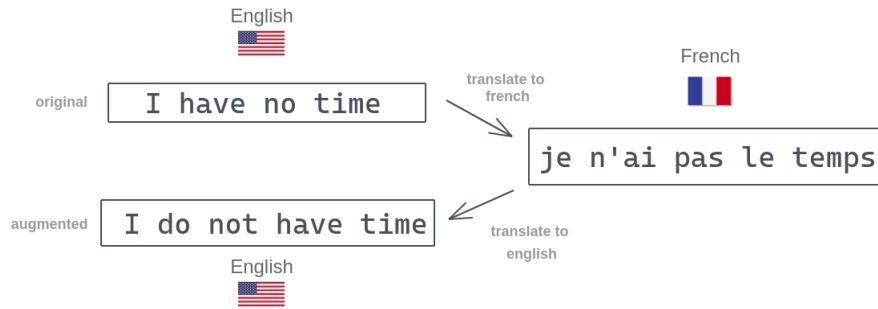 English
original
I have no time
translate to
french
French
je n'ai pas le temps
augmented
I do not have time
translate to
english
English